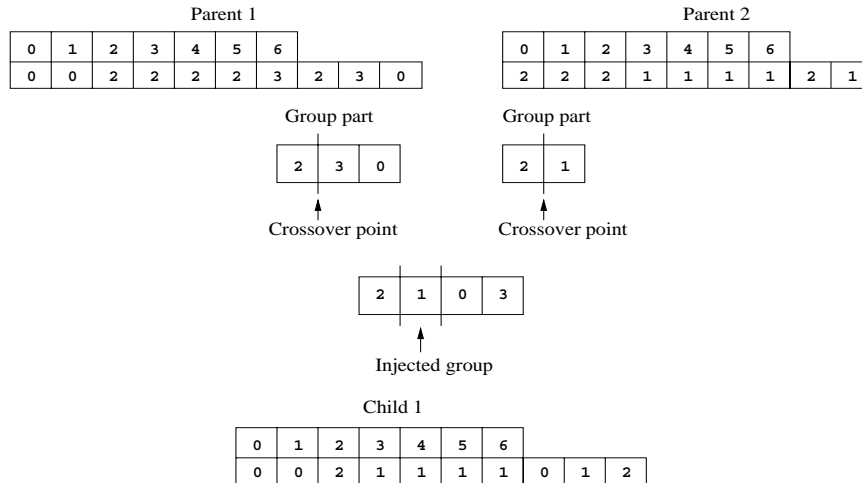 Parent 1
Parent 2
0 1 2 3 4 5 6
0 1 2 3 4 5 6
0 0 2 2 2 2 3 2 3 0
2 2 2 1 1 1 1 2 1
Group part
Group part
2 3 0
2 1
Crossover point
Crossover point
2 1 0 3
Injected group
Child 1
0 1 2 3 4 5 6
0 0 2 1 1 1 1 0 1 2